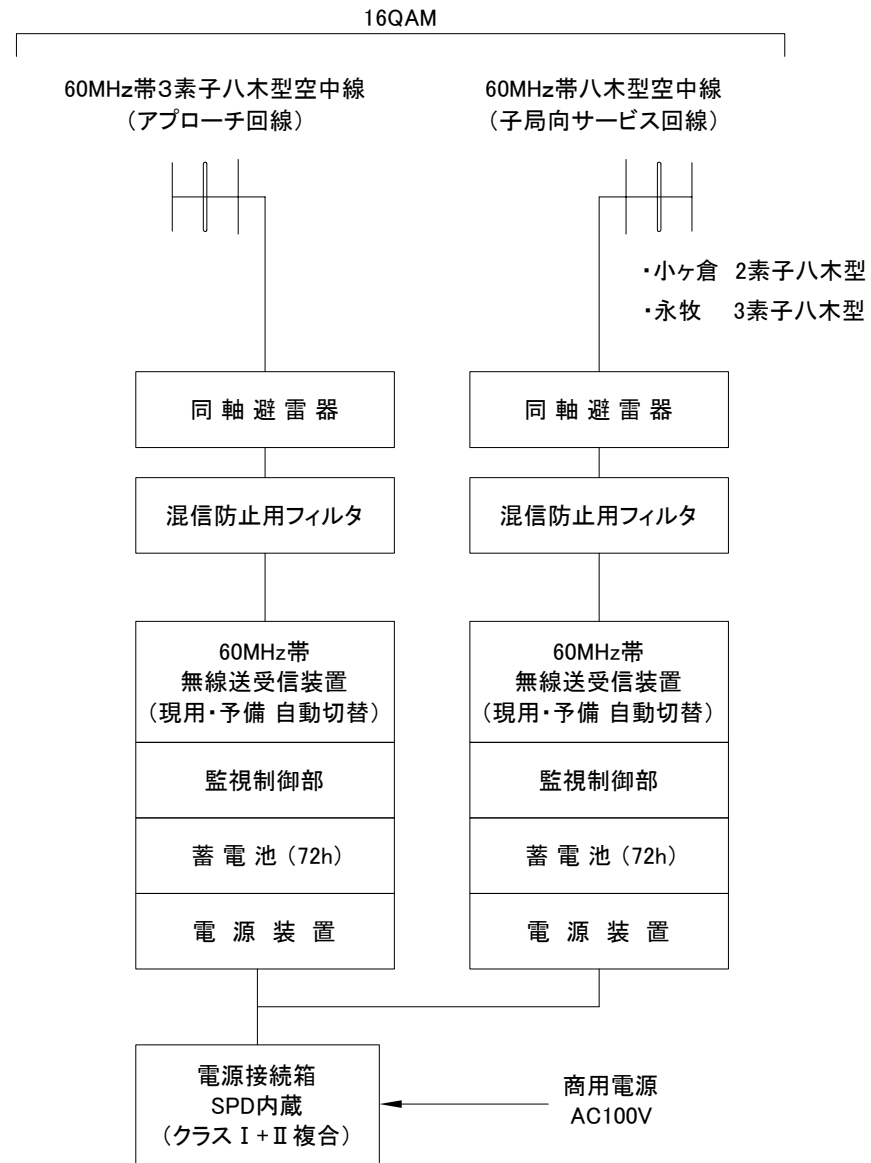 16QAM
60MHz帯3素子八木型空中線
（アプローチ回線）
60MHz帯八木型空中線
（子局向サービス回線）
・小ヶ倉 2素子八木型
・永牧 3素子八木型
同 軸 避 雷 器
同 軸 避 雷 器
混信防止用フィルタ
混信防止用フィルタ
60MHz帯
無線送受信装置
（現用・予備 自動切替）
監視制御部
蓄 電 池 （72h）
電 源 装 置
60MHz帯
無線送受信装置
（現用・予備 自動切替）
監視制御部
蓄 電 池 （72h）
電 源 装 置
電源接続箱
SPD内蔵
（クラスⅠ+Ⅱ複合）
商用電源
AC100V